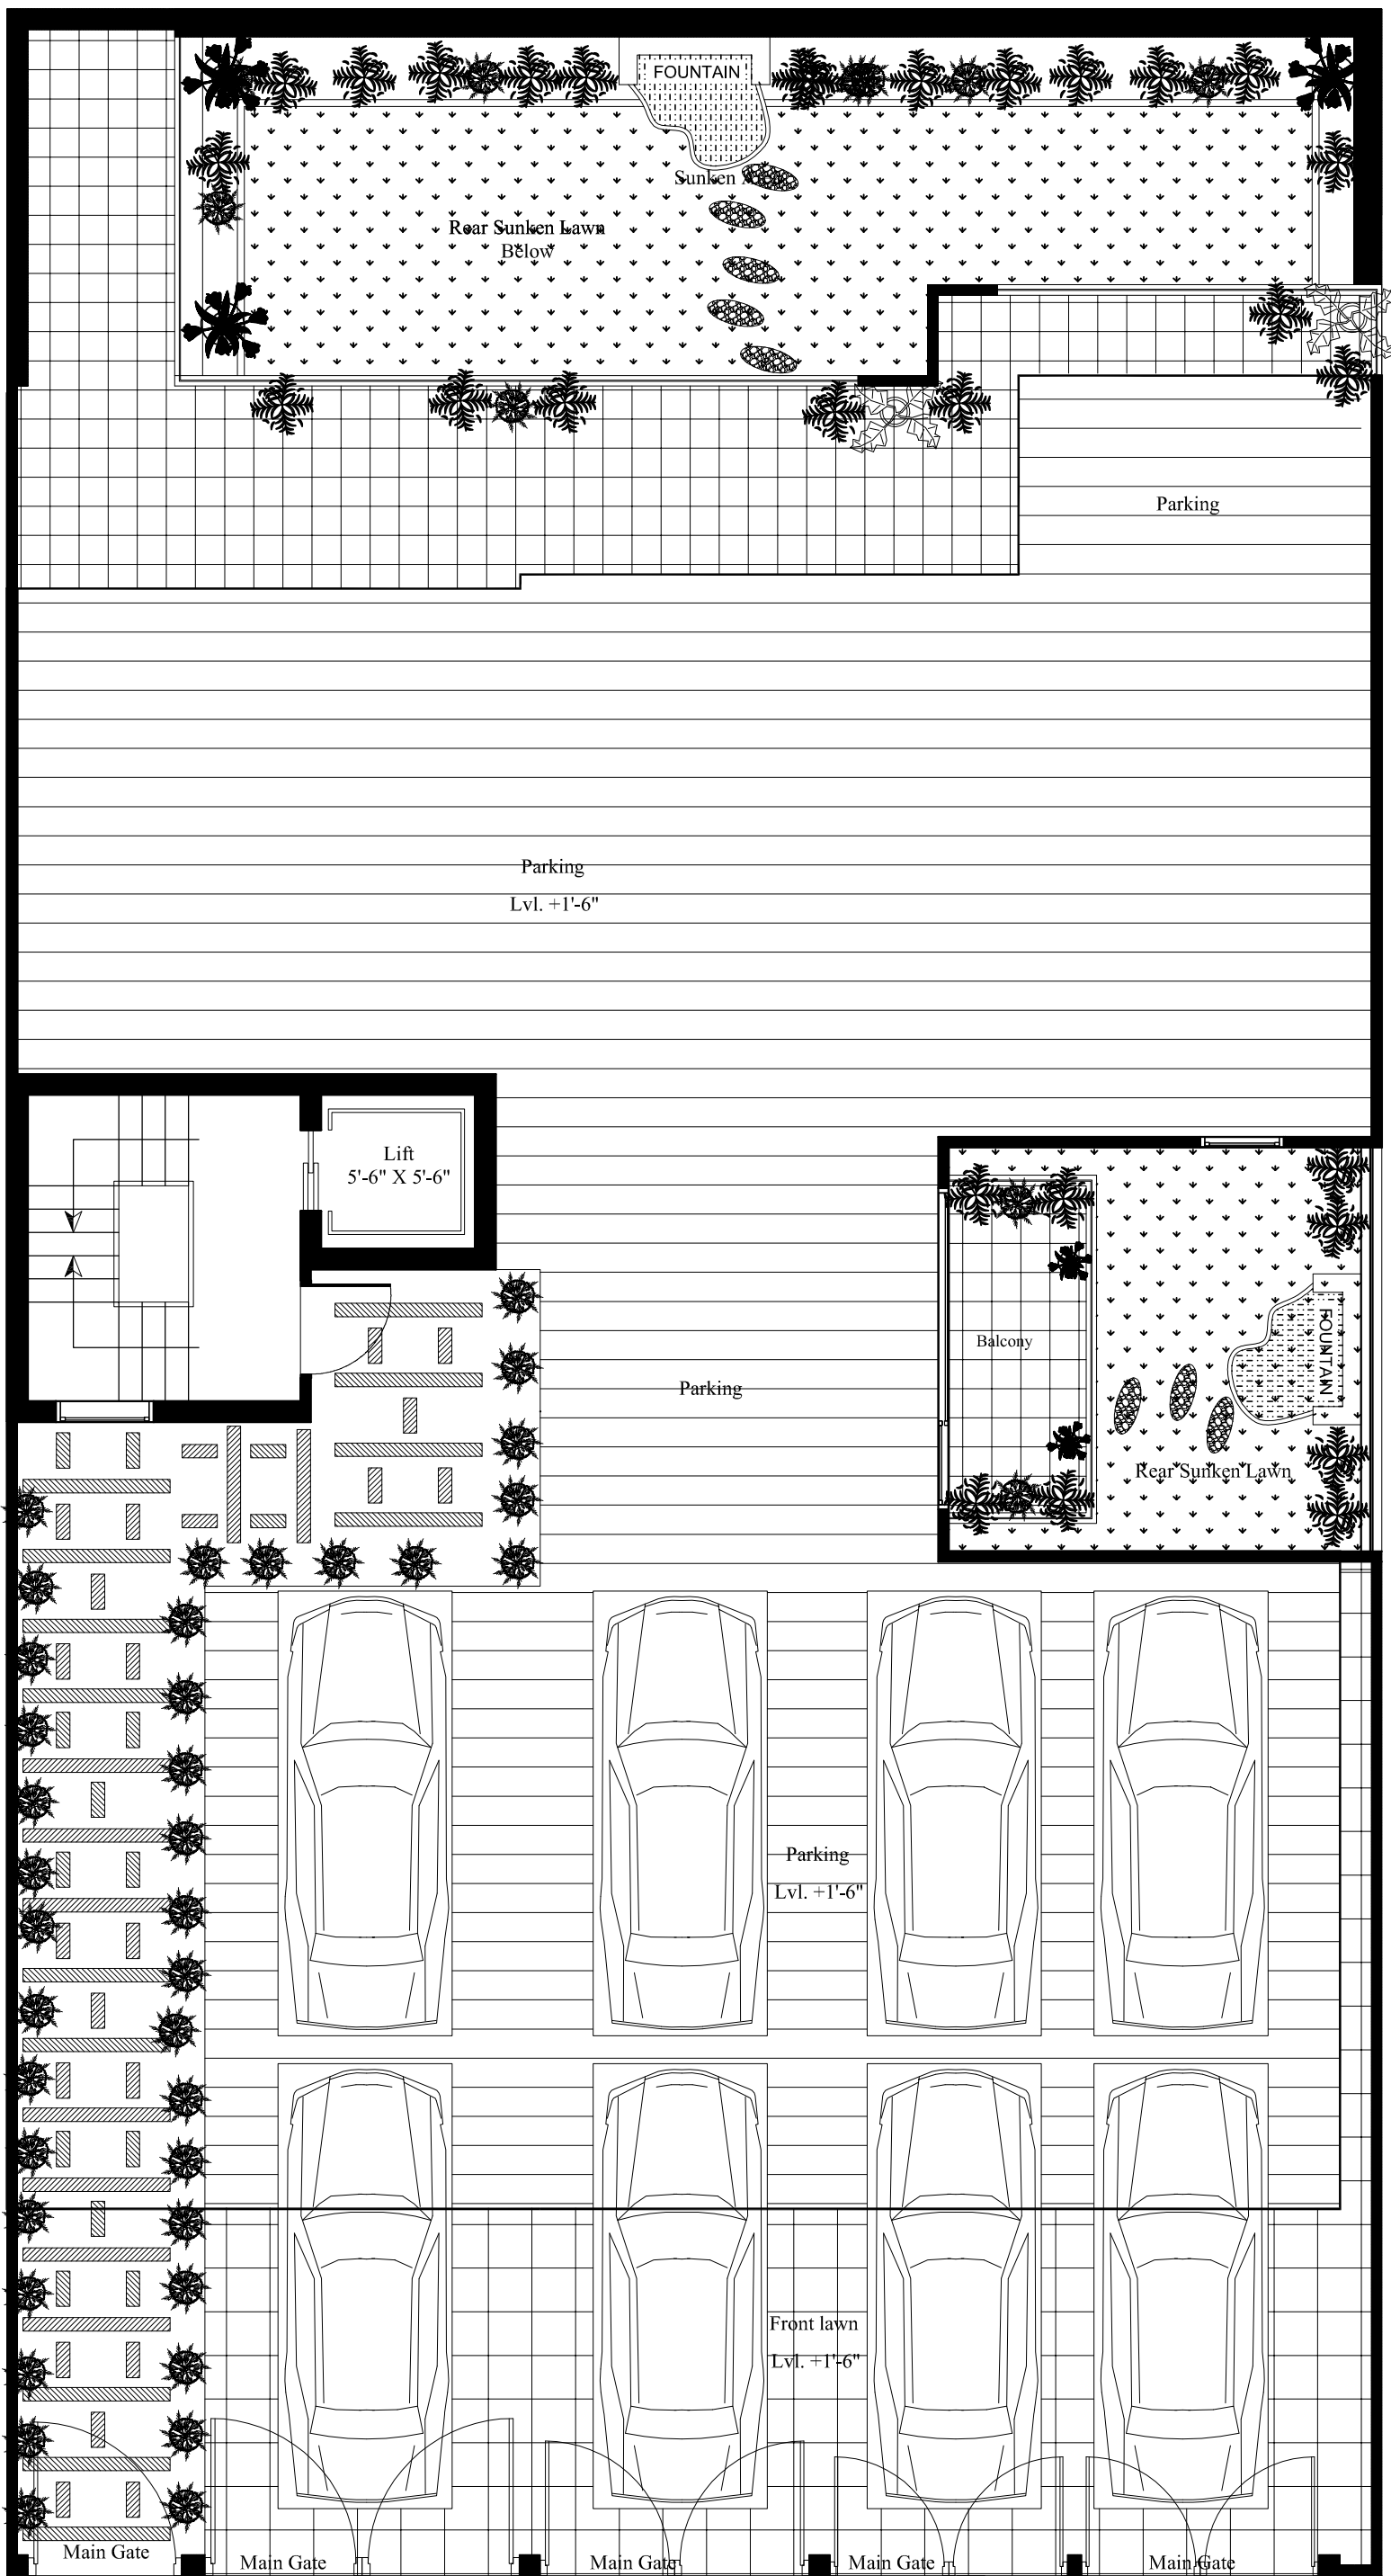 FOUNTAIN
Sunken
Rear Sunken Lawn
Below
Parking
Parking
Lvl. +1'-6"
Lift
5'-6" X 5'-6"
Balcony
FOUNTAIN
Parking
Rear Sunken Lawn
Parking
Lvl. +1'-6"
Front lawn
Lvl. +1'-6"
Main Gate
Main Gate
Main Gate
Main Gate
Main Gate